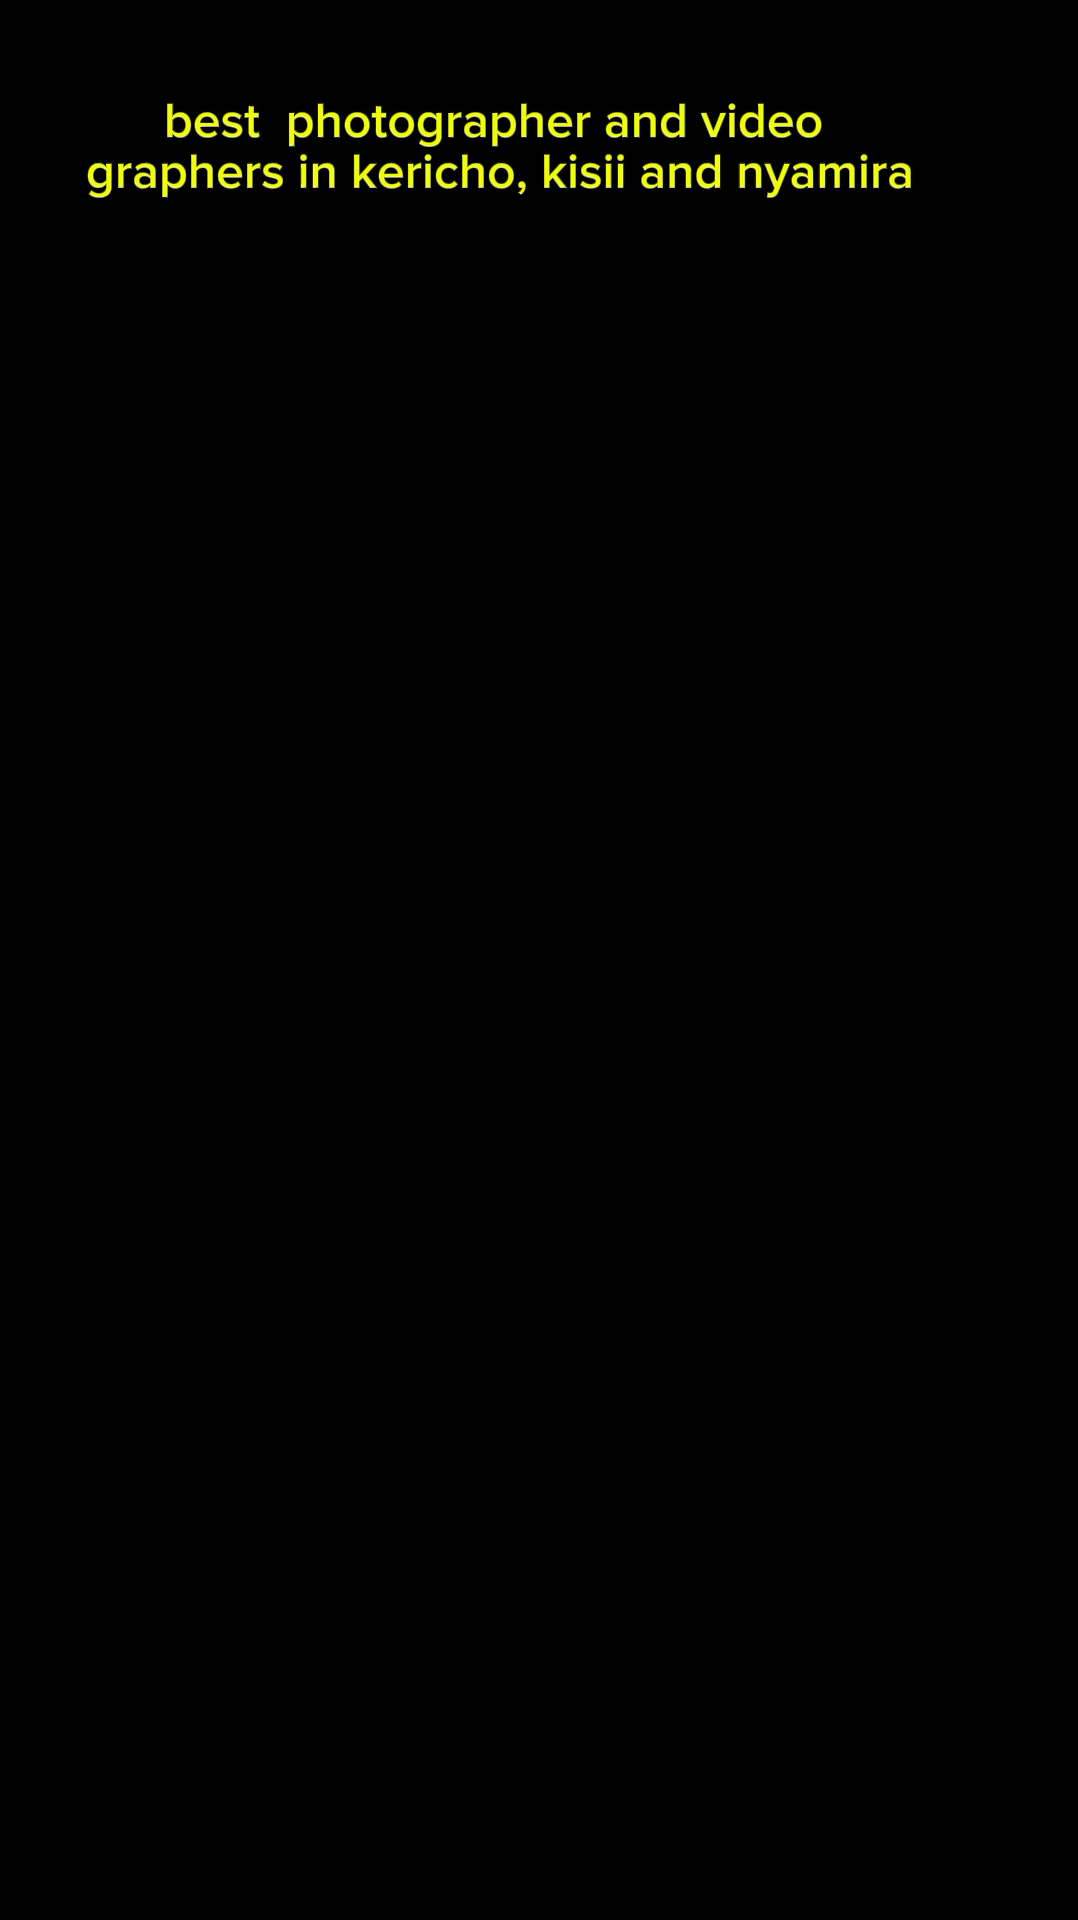 best  photographer and video
graphers in kericho, kisii and nyamira